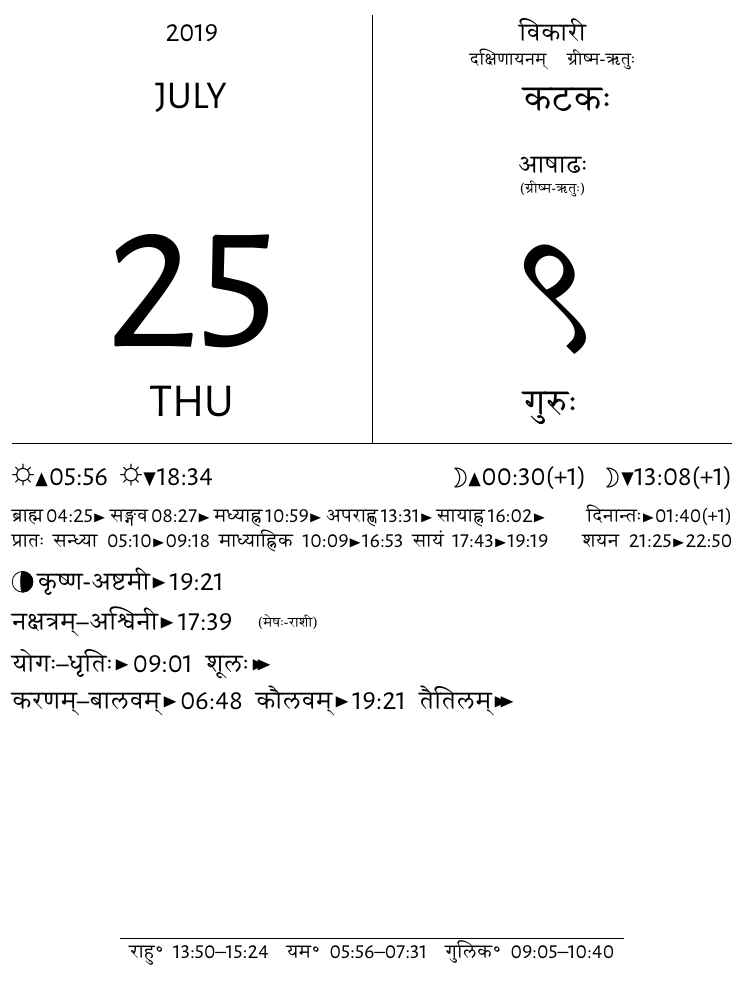 2019
JULY
25
THU
विकारी
दक्षिणायनम् ग्रीष्म-ऋतुः
कटकः
आषाढः
(ग्रीष्म-ऋतुः)
९
गुरुः
☼▲05:56 ☼▼18:34 ☽▲00:30(+1) ☽▼13:08(+1)
ब्राह्म 04:25► सङ्गव 08:27► मध्याह्न 10:59► अपराह्ण 13:31► सायाह्न 16:02► दिनान्तः►01:40(+1)
प्रातः सन्ध्या 05:10►09:18 माध्याह्निक 10:09►16:53 सायं 17:43►19:19 शयन 21:25►22:50
कृष्ण-अष्टमी►19:21
नक्षत्रम्–अश्विनी►17:39 (मेषः-राशी)
योगः–धृतिः►09:01 शूलः►►
करणम्–बालवम्►06:48 कौलवम्►19:21 तैतिलम्►►
राहु॰ 13:50–15:24 यम॰ 05:56–07:31 गुलिक॰ 09:05–10:40